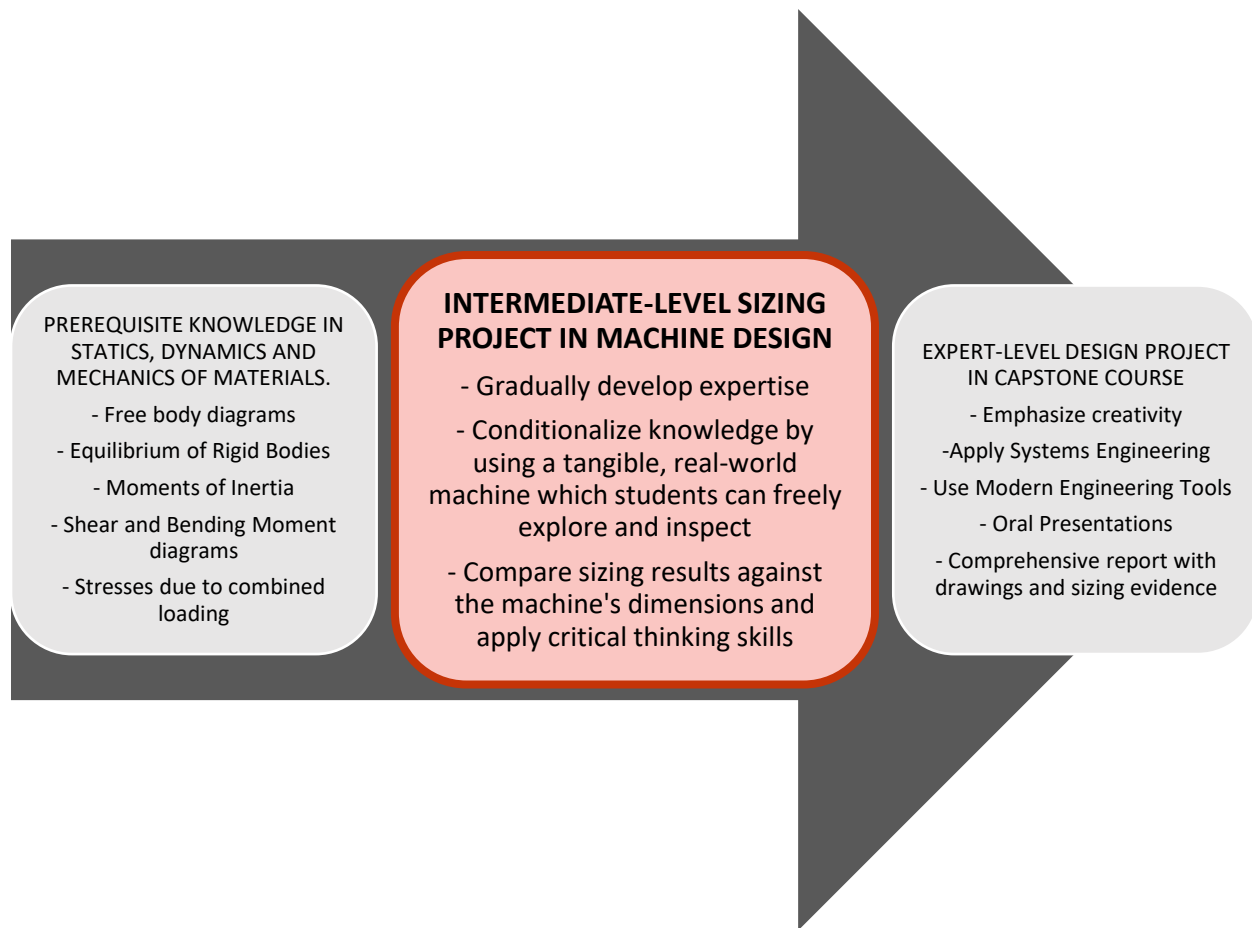 PREREQUISITE KNOWLEDGE IN
STATICS, DYNAMICS AND
MECHANICS OF MATERIALS.
- Free body diagrams
- Equilibrium of Rigid Bodies
- Moments of Inertia
- Shear and Bending Moment
diagrams
- Stresses due to combined
loading
INTERMEDIATE-LEVEL SIZING
PROJECT IN MACHINE DESIGN
- Gradually develop expertise
- Conditionalize knowledge by
using a tangible, real-world
machine which students can freely
explore and inspect
- Compare sizing results against
the machine's dimensions and
apply critical thinking skills
EXPERT-LEVEL DESIGN PROJECT
IN CAPSTONE COURSE
- Emphasize creativity
-Apply Systems Engineering
- Use Modern Engineering Tools
- Oral Presentations
- Comprehensive report with
drawings and sizing evidence